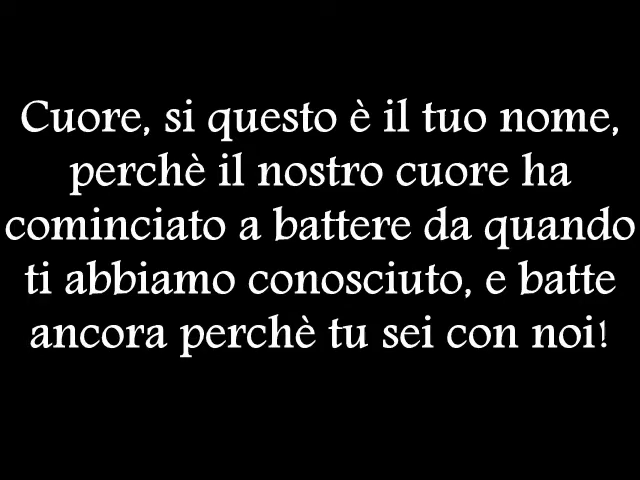 Cuore, si questo è il tuo nome,
perchè il nostro cuore ha
cominciato a battere da quando
ti abbiamo conosciuto, e batte
ancora perchè tu sei con noi!